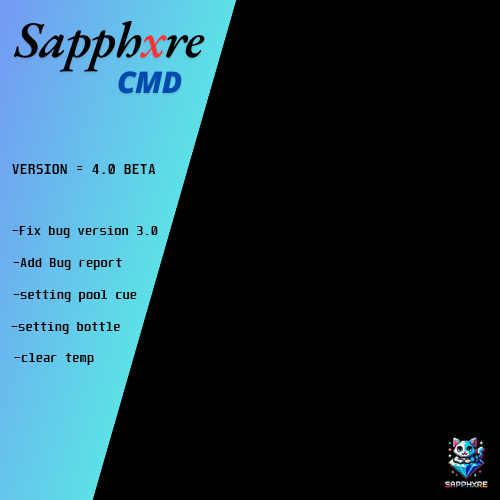 Sapphxre
CMD
VERSION = 4.0 BETA
-Fix bug version 3.0
-Add Bug report
-setting pool cue
-setting bottle
-clear temp
SAPPHXRE